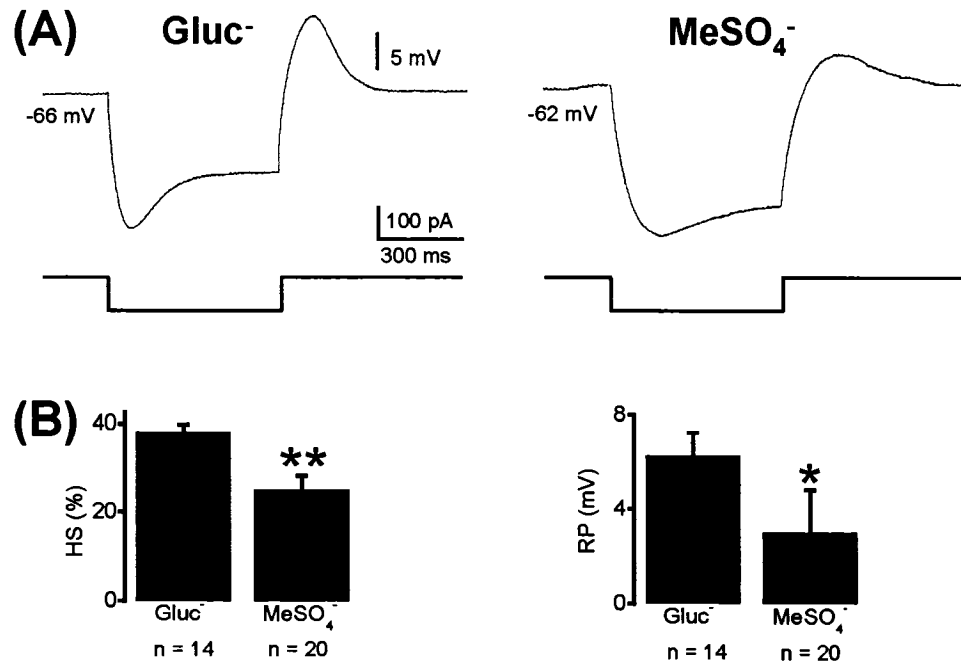 (A) Gluc⁻ MeSO₄⁻
5 mV
-66 mV
-62 mV
100 pA
300 ms
(B)
HS (%)
40
20
0
**
Gluc⁻ MeSO₄⁻
n = 14 n = 20
RP (mV)
8
4
0
*
Gluc⁻ MeSO₄⁻
n = 14 n = 20